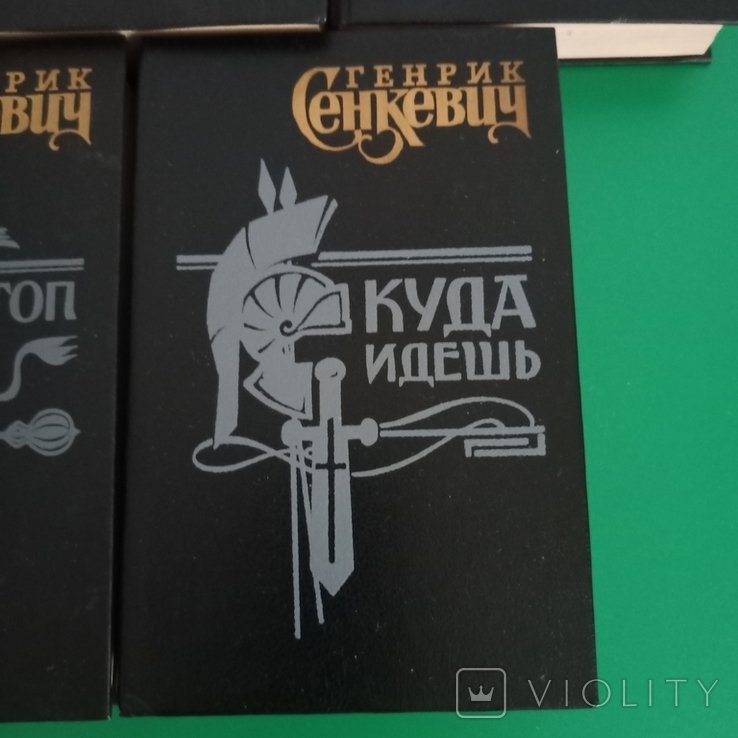 РИК
вич
ТОП
ГЕНРИК
Сенкевич
КУДА
ИДЕШЬ
VIOLITY